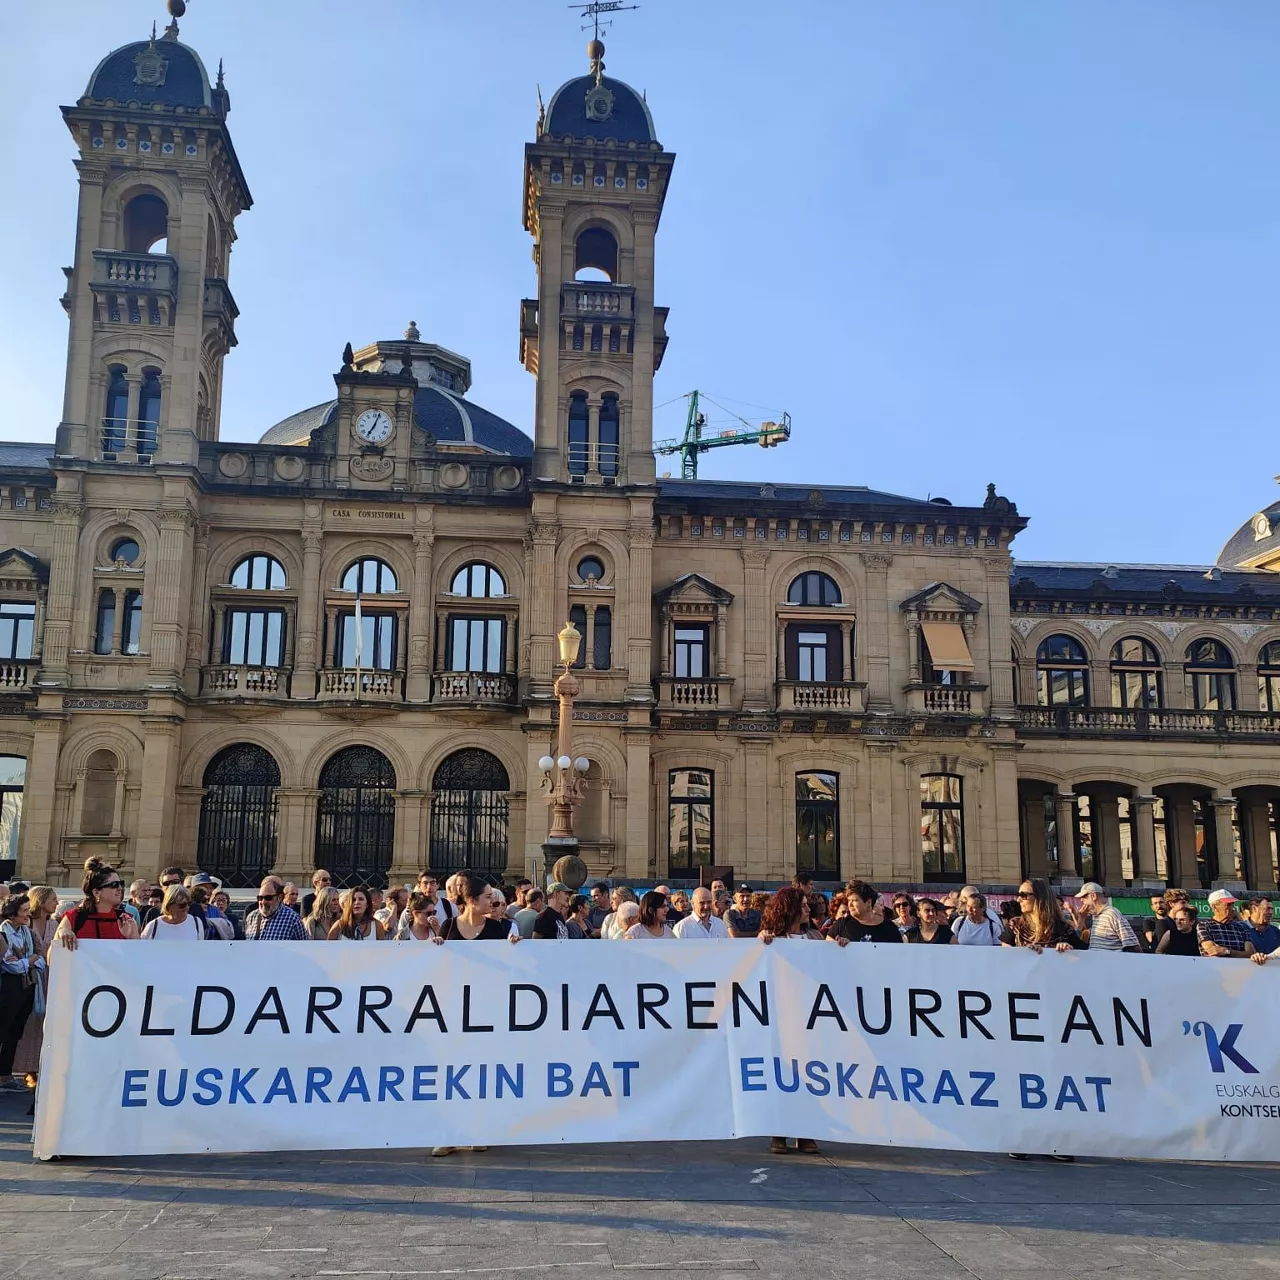 CASA CONSISTORIAL
OLDARRALDIAREN AURREAN
EUSKARAREKIN BAT EUSKARAZ BAT
K
EUSKALG
KONTSE